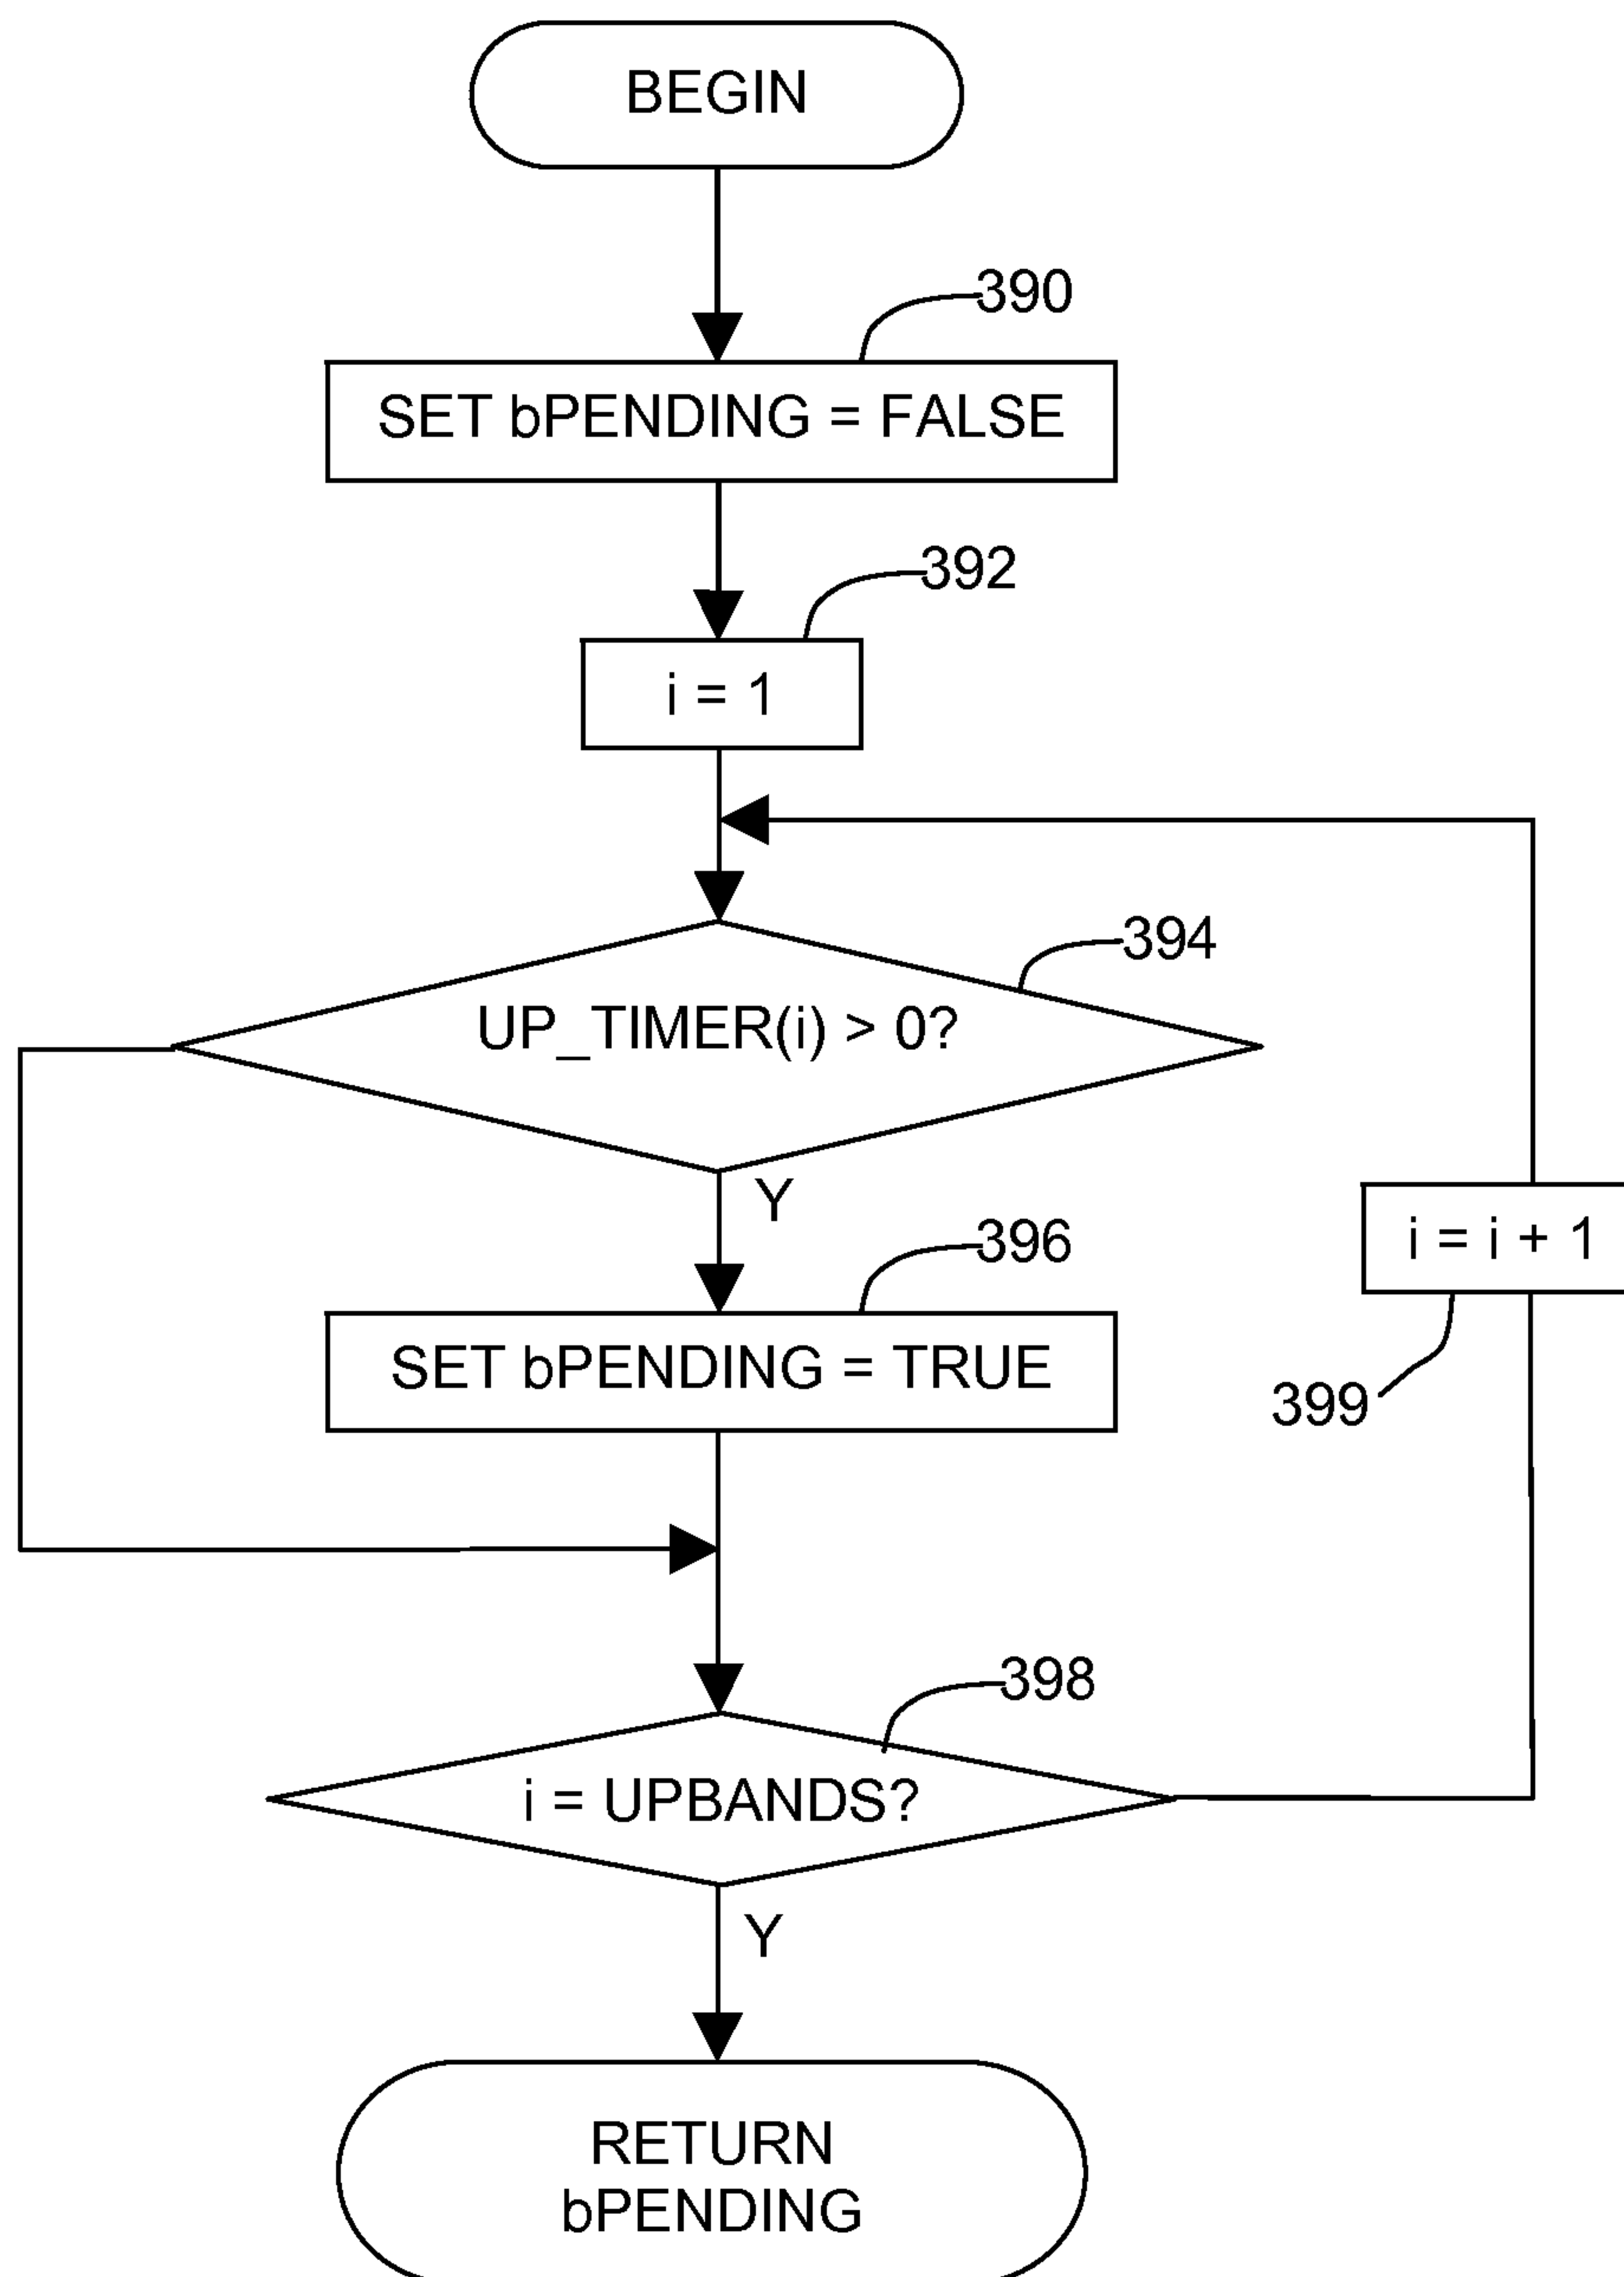 BEGIN
390
SET bPENDING = FALSE
392
i = 1
394
UP_TIMER(i) > 0?
Y
396
i = i + 1
SET bPENDING = TRUE
399
398
i = UPBANDS?
Y
RETURN
bPENDING